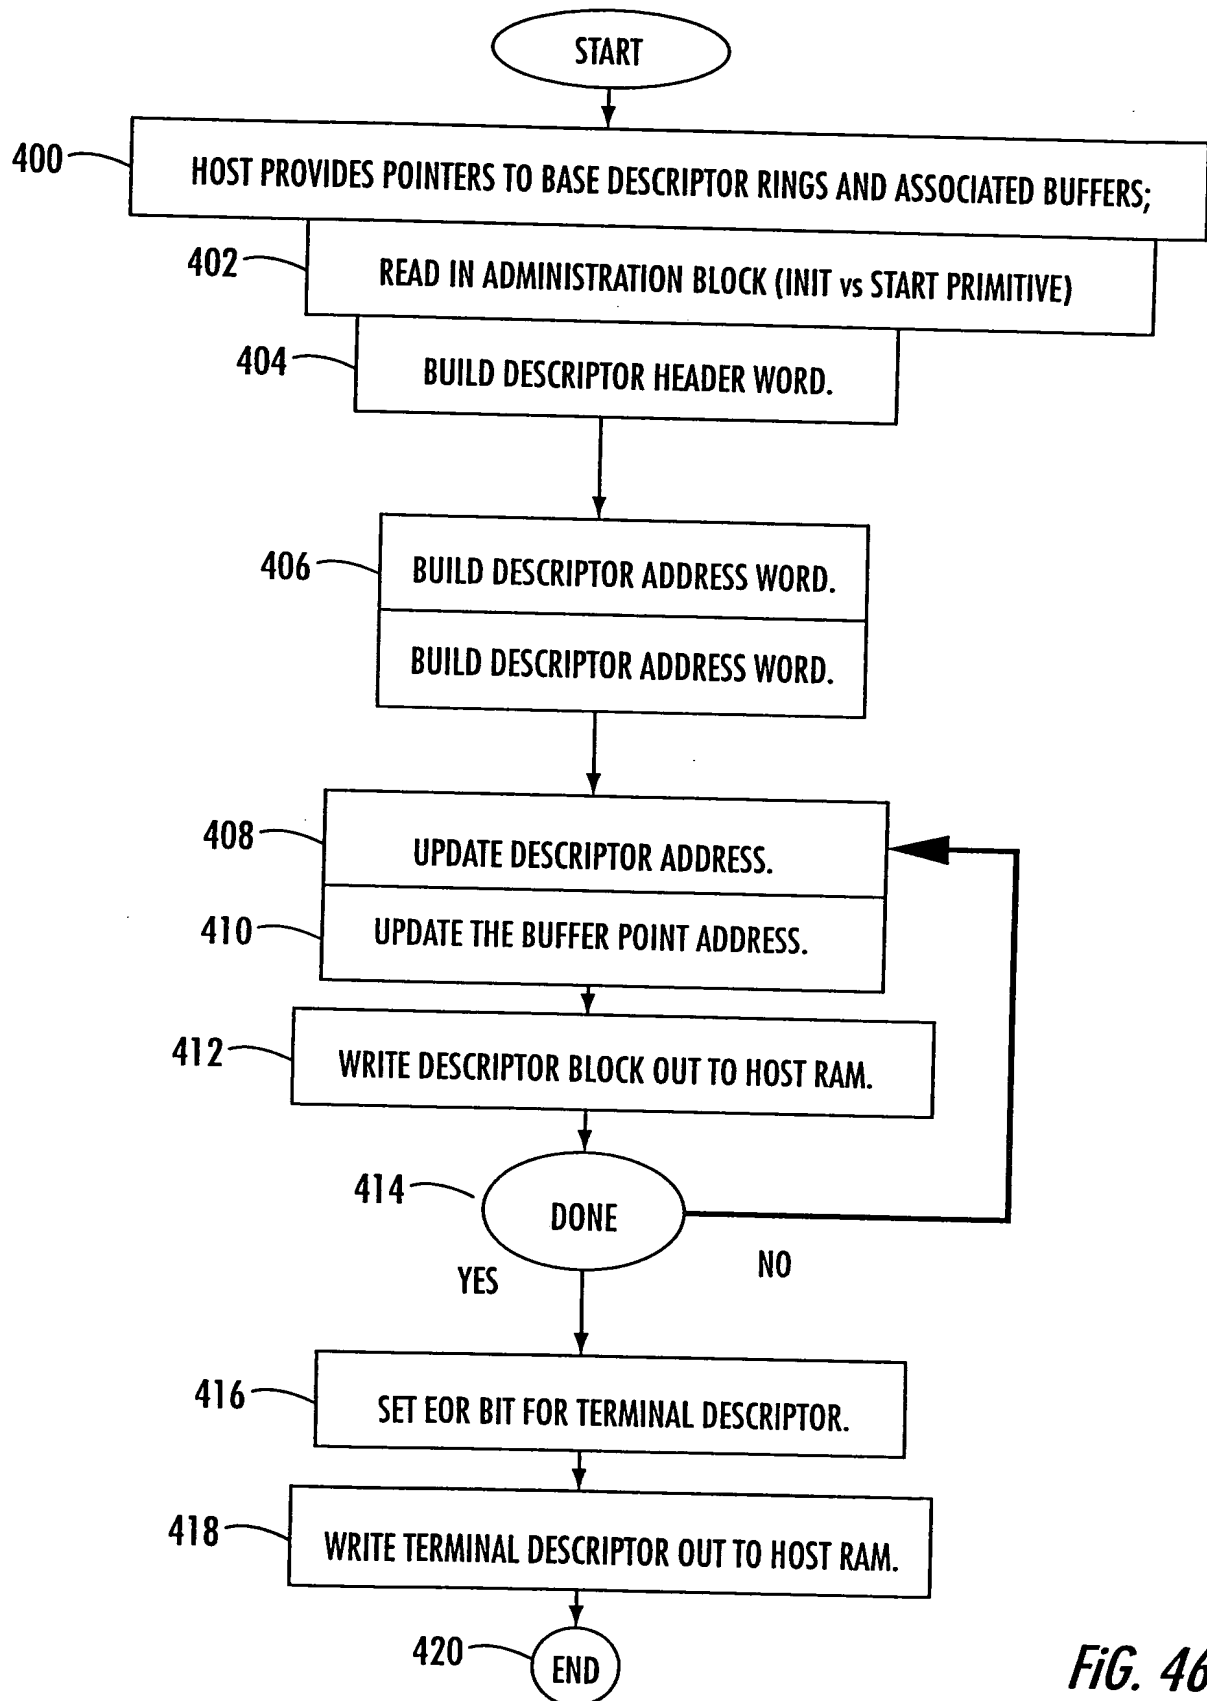 START
400
HOST PROVIDES POINTERS TO BASE DESCRIPTOR RINGS AND ASSOCIATED BUFFERS;
402
READ IN ADMINISTRATION BLOCK (INIT vs START PRIMITIVE)
404
BUILD DESCRIPTOR HEADER WORD.
406
BUILD DESCRIPTOR ADDRESS WORD.
BUILD DESCRIPTOR ADDRESS WORD.
408
UPDATE DESCRIPTOR ADDRESS.
410
UPDATE THE BUFFER POINT ADDRESS.
412
WRITE DESCRIPTOR BLOCK OUT TO HOST RAM.
414
DONE
YES
NO
416
SET EOR BIT FOR TERMINAL DESCRIPTOR.
418
WRITE TERMINAL DESCRIPTOR OUT TO HOST RAM.
420
END
FiG. 46